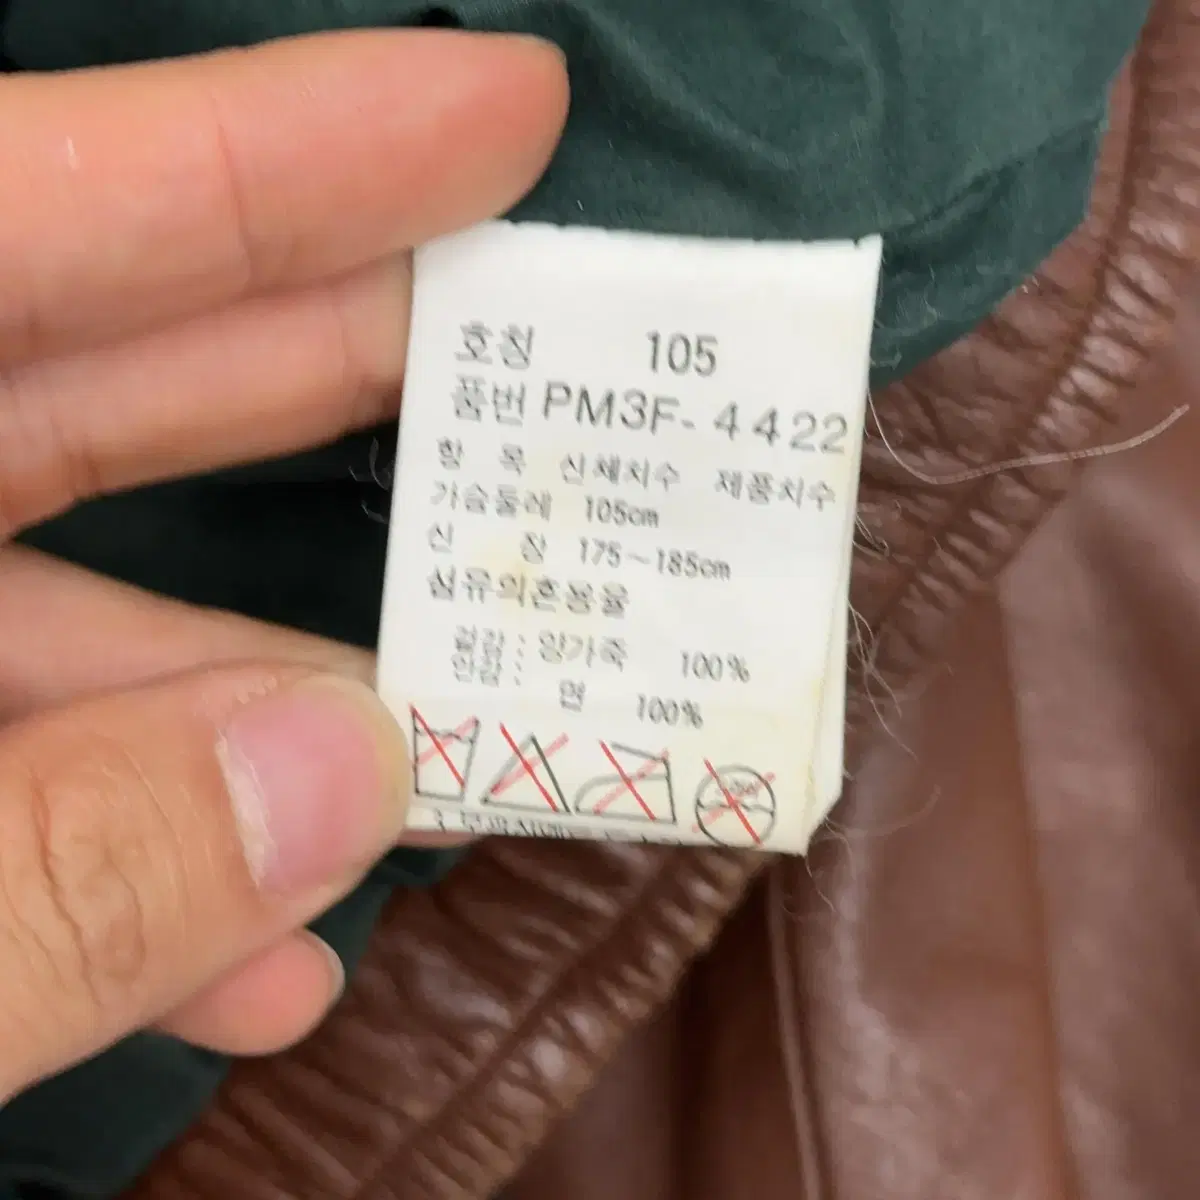 호칭 105
품번 PM3F-4422
항 목 신체치수 제품치수
가슴둘레 105cm
신 장 175~185cm
섬유의혼용율
겉감 : 양가죽 100%
안감 : 면 100%